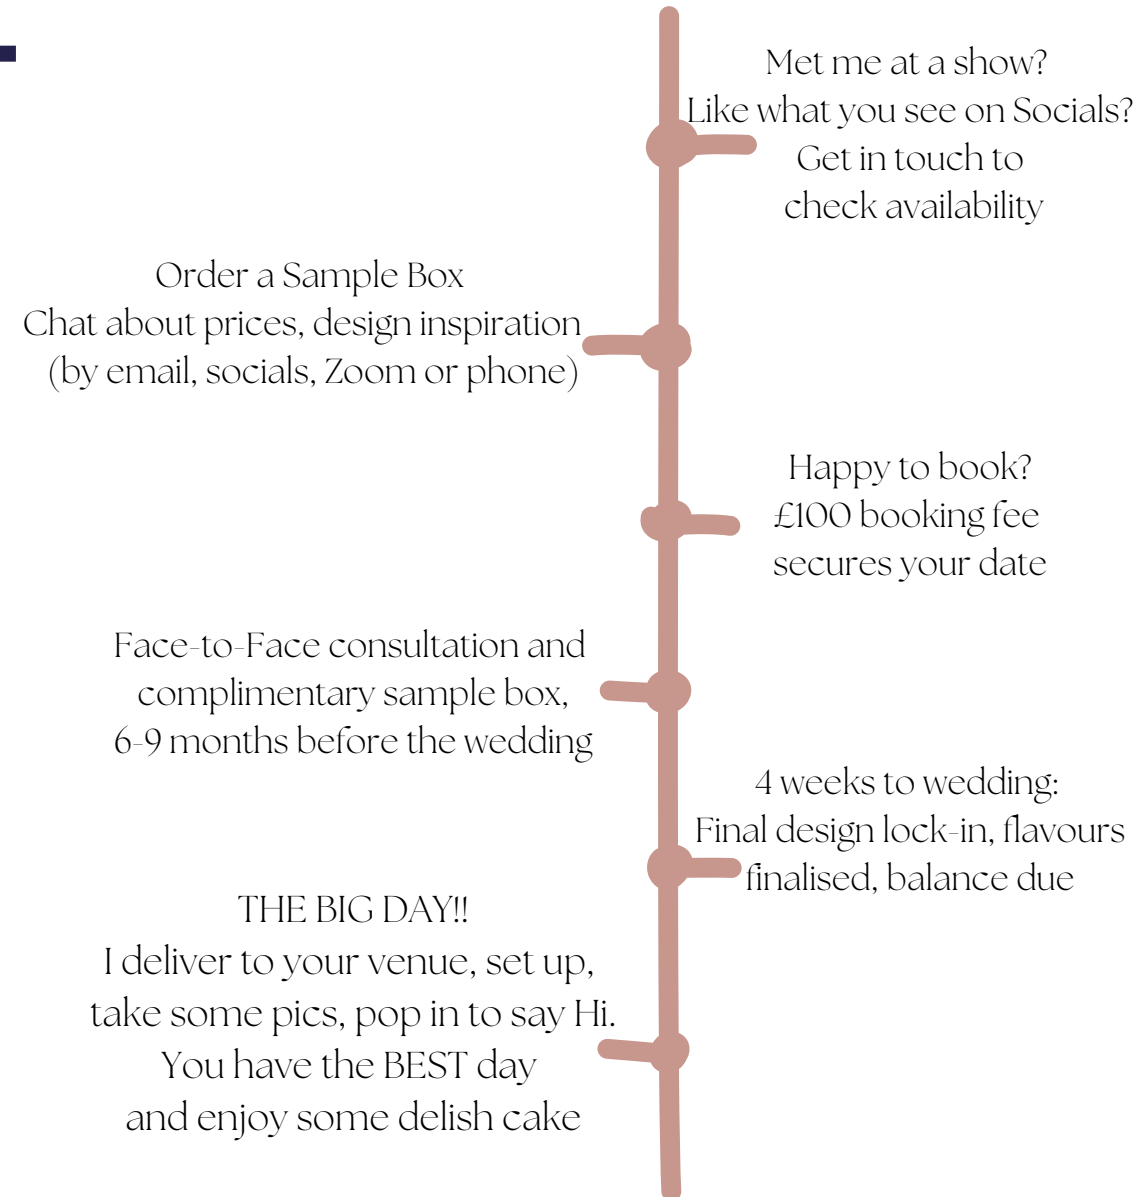 Met me at a show?
Like what you see on Socials?
Get in touch to
check availability
Order a Sample Box
Chat about prices, design inspiration
(by email, socials, Zoom or phone)
Happy to book?
£100 booking fee
secures your date
Face-to-Face consultation and
complimentary sample box,
6-9 months before the wedding
4 weeks to wedding:
Final design lock-in, flavours
finalised, balance due
THE BIG DAY!!
I deliver to your venue, set up,
take some pics, pop in to say Hi.
You have the BEST day
and enjoy some delish cake